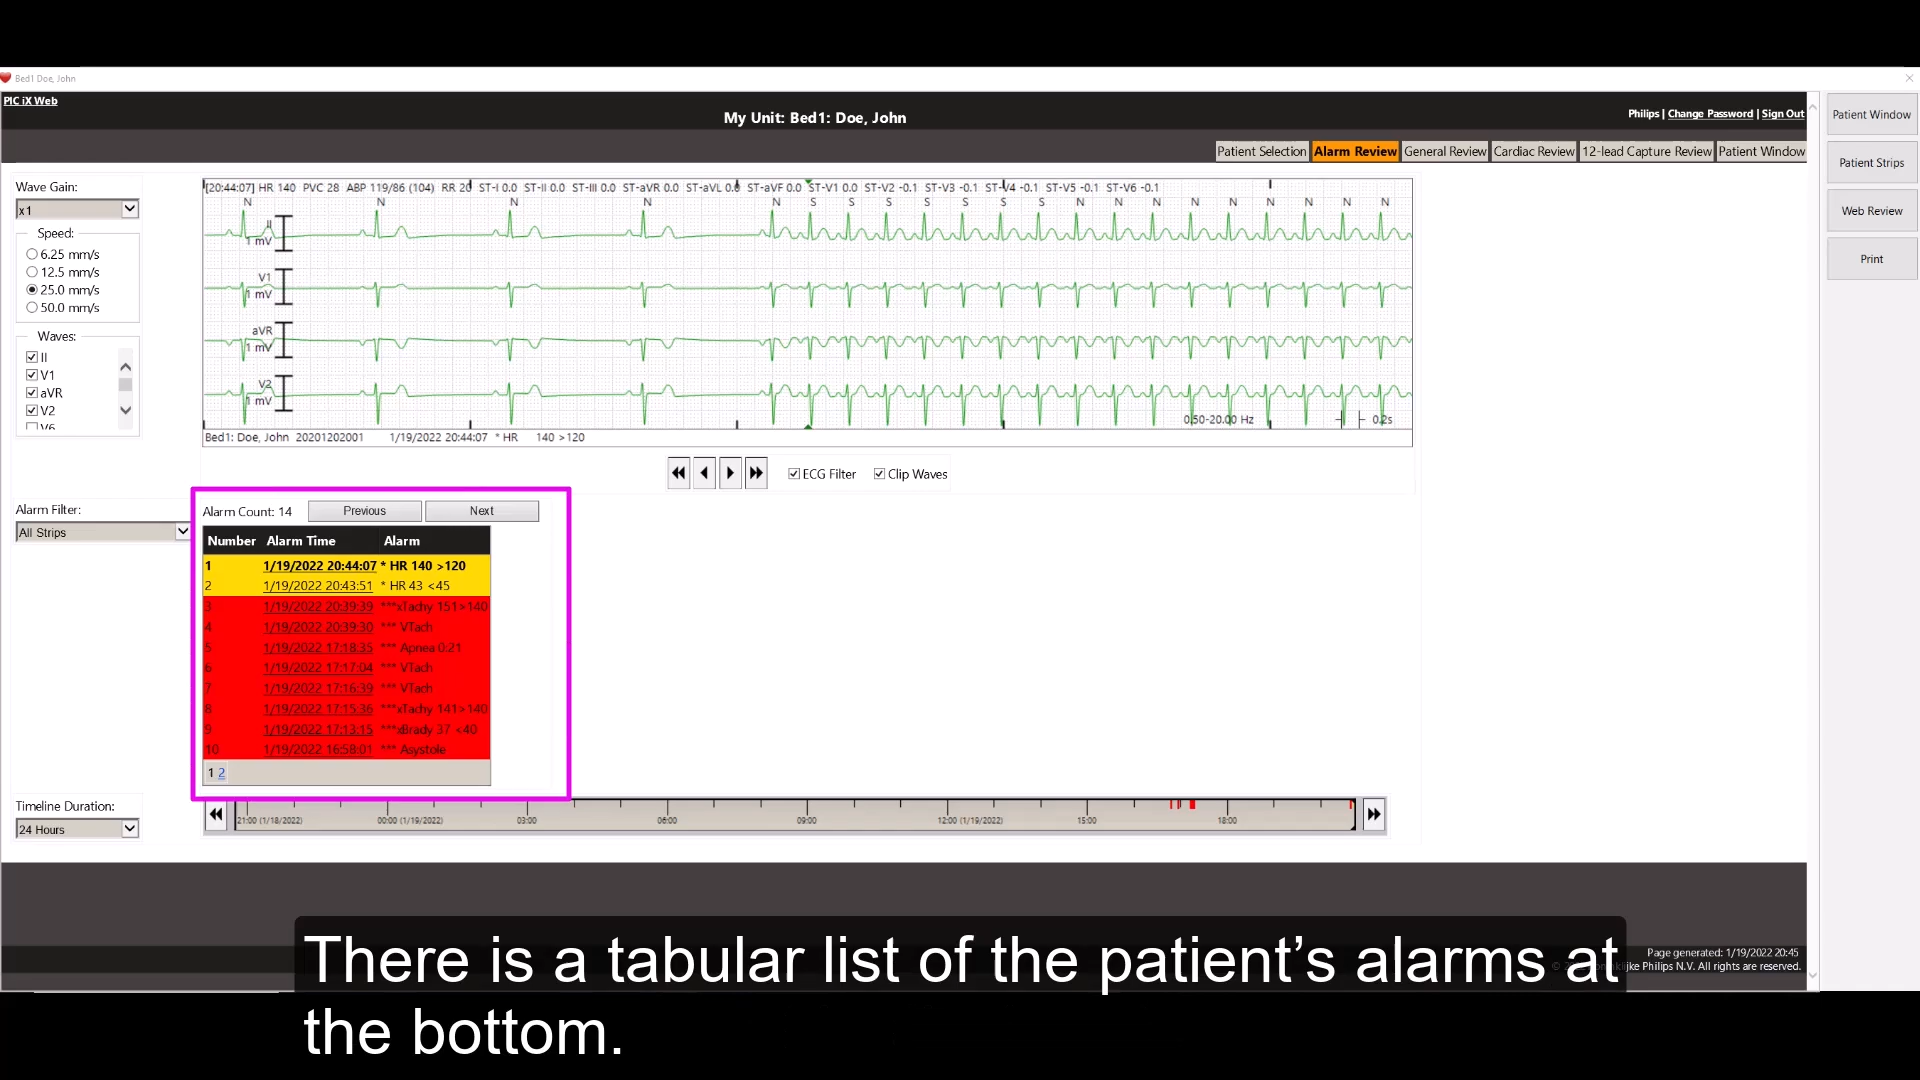 Bed1 Doe, John
PIC iX Web
My Unit: Bed1: Doe, John
Philips | Change Password | Sign Out
Patient Selection Alarm Review General Review Cardiac Review 12-lead Capture Review Patient Window
Patient Window
Patient Strips
Web Review
Print
Wave Gain:
x1
Speed:
6.25 mm/s
12.5 mm/s
25.0 mm/s
50.0 mm/s
Waves:
II
V1
aVR
V2
V6
[20:44:07] HR 140 PVC 28 ABP 119/86 (104) RR 20 ST-I 0.0 ST-II 0.0 ST-III 0.0 ST-aVR 0.0 ST-aVL 0.0 ST-aVF 0.0 ST-V1 0.0 ST-V2 -0.1 ST-V3 -0.1 ST-V4 -0.1 ST-V5 -0.1 ST-V6 -0.1
N N N N N S S S S S S S N N N N N N N N N
II
1 mV
V1
1 mV
aVR
1 mV
V2
1 mV
0.50-20.00 Hz 0.2s
Bed1: Doe, John 20201202001 1/19/2022 20:44:07 * HR 140 >120
ECG Filter Clip Waves
Alarm Filter:
All Strips
Alarm Count: 14 Previous Next
Number Alarm Time Alarm
1 1/19/2022 20:44:07 * HR 140 >120
2 1/19/2022 20:43:51 * HR 43 <45
3 1/19/2022 20:39:39 ***xTachy 151>140
4 1/19/2022 20:39:30 *** VTach
5 1/19/2022 17:18:35 *** Apnea 0:21
6 1/19/2022 17:17:04 *** VTach
7 1/19/2022 17:16:39 *** VTach
8 1/19/2022 17:15:36 ***xTachy 141>140
9 1/19/2022 17:13:15 ***xBrady 37 <40
10 1/19/2022 16:58:01 *** Asystole
1 2
Timeline Duration:
24 Hours
21:00 (1/18/2022) 00:00 (1/19/2022) 03:00 06:00 09:00 12:00 (1/19/2022) 15:00 18:00
Page generated: 1/19/2022 20:45
Philips N.V. All rights are reserved.
There is a tabular list of the patient’s alarms at
the bottom.